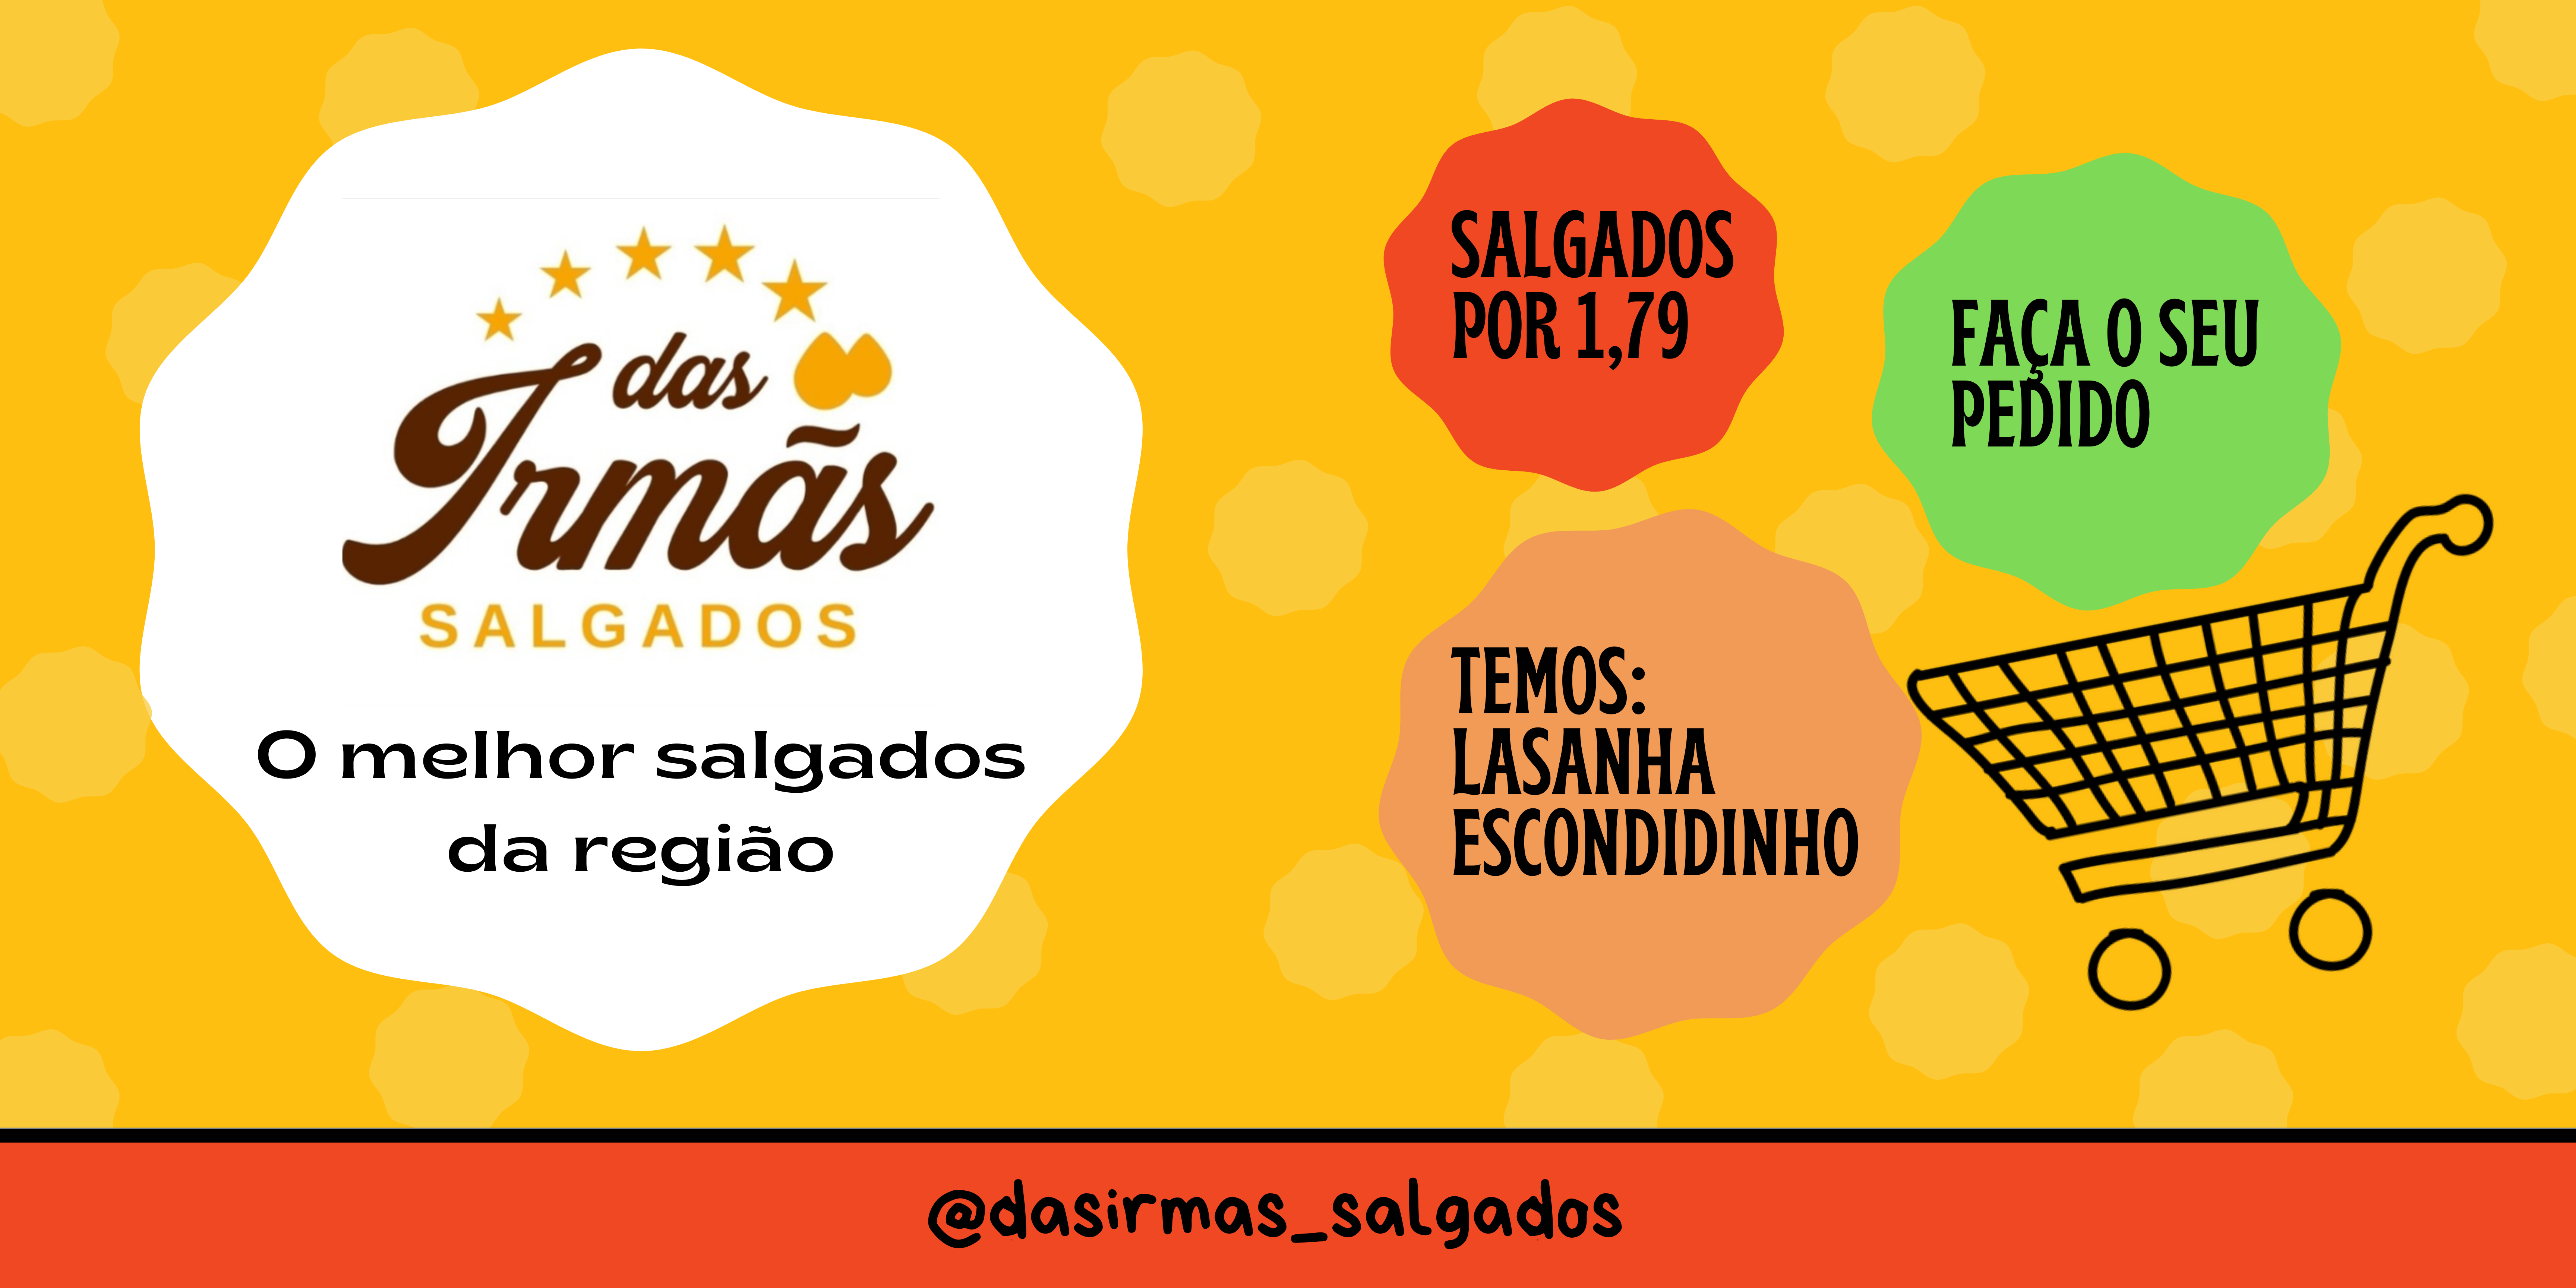 das
Irmãs
SALGADOS
O melhor salgados
da região
SALGADOS
POR 1,79
FAÇA O SEU
PEDIDO
TEMOS:
LASANHA
ESCONDIDINHO
@dasirmas_salgados